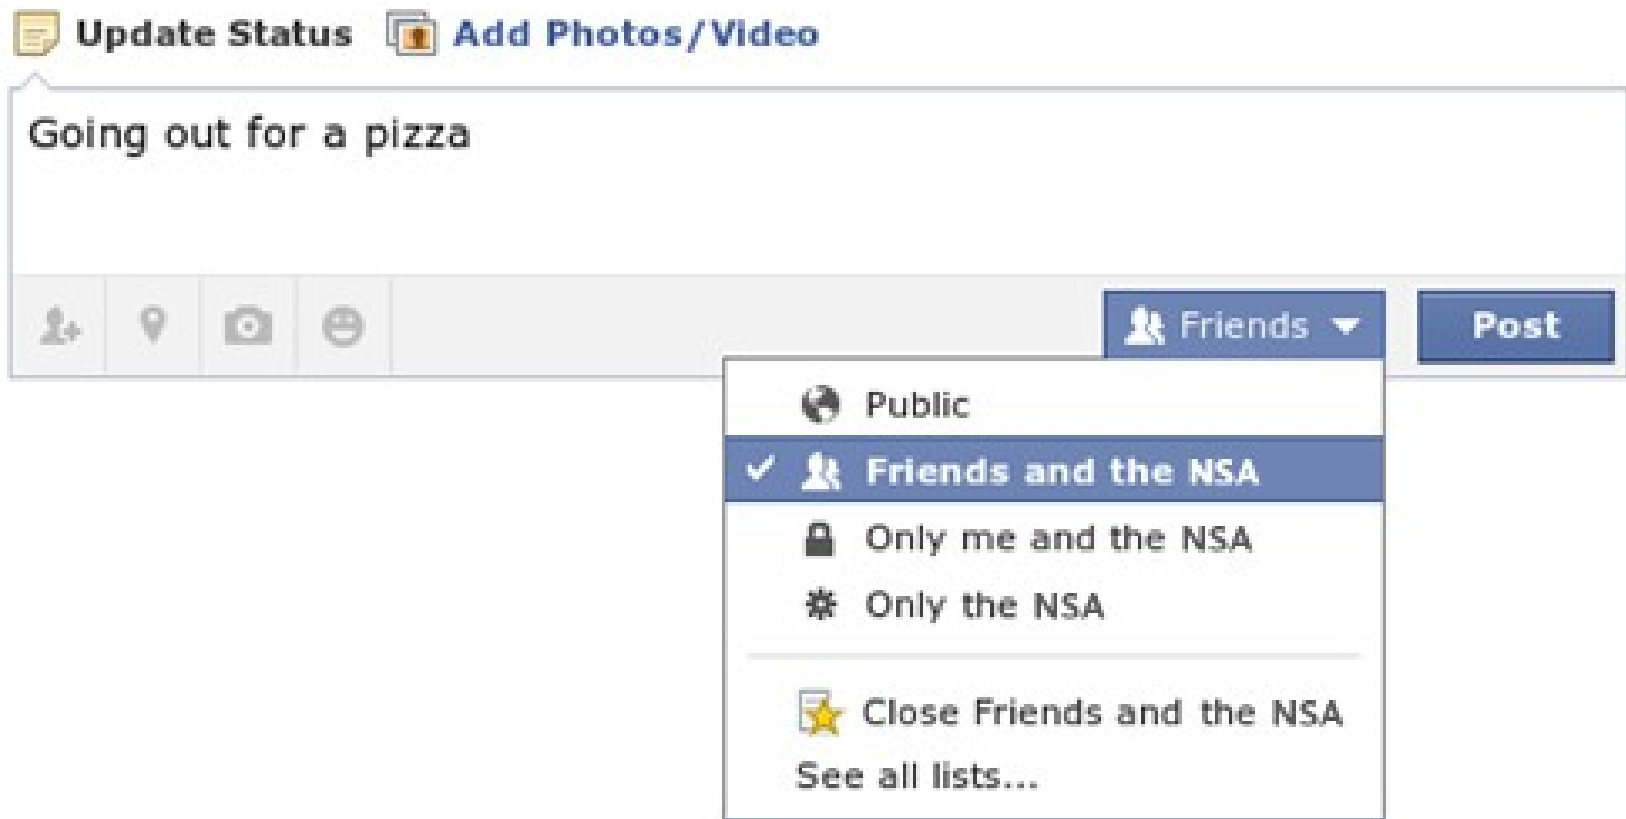 Update Status Add Photos/Video
Going out for a pizza
Friends Post
Public
Friends and the NSA
Only me and the NSA
Only the NSA
Close Friends and the NSA
See all lists...